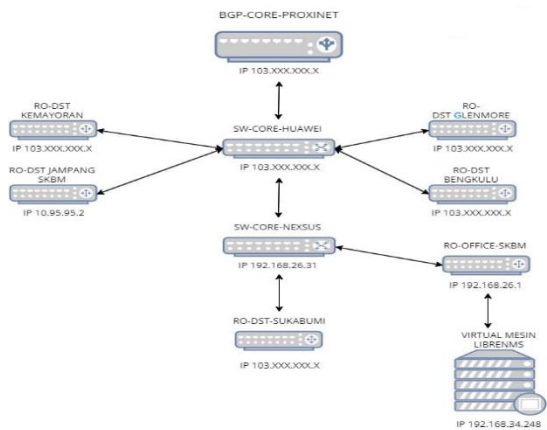 BGP-CORE-PROXINET
IP 103.XXX.XXX.X
RO-DST
KEMAYORAN
IP 103.XXX.XXX.X
SW-CORE-HUAWEI
IP 103.XXX.XXX.X
RO-
DST GLENMORE
IP 103.XXX.XXX.X
RO-DST JAMPANG
SKBM
IP 10.95.95.2
RO-DST
BENGKULU
IP 103.XXX.XXX.X
SW-CORE-NEXSUS
IP 192.168.26.31
RO-OFFICE-SKBM
IP 192.168.26.1
RO-DST-SUKABUMI
IP 103.XXX.XXX.X
VIRTUAL MESIN
LIBRENMS
IP 192.168.34.248